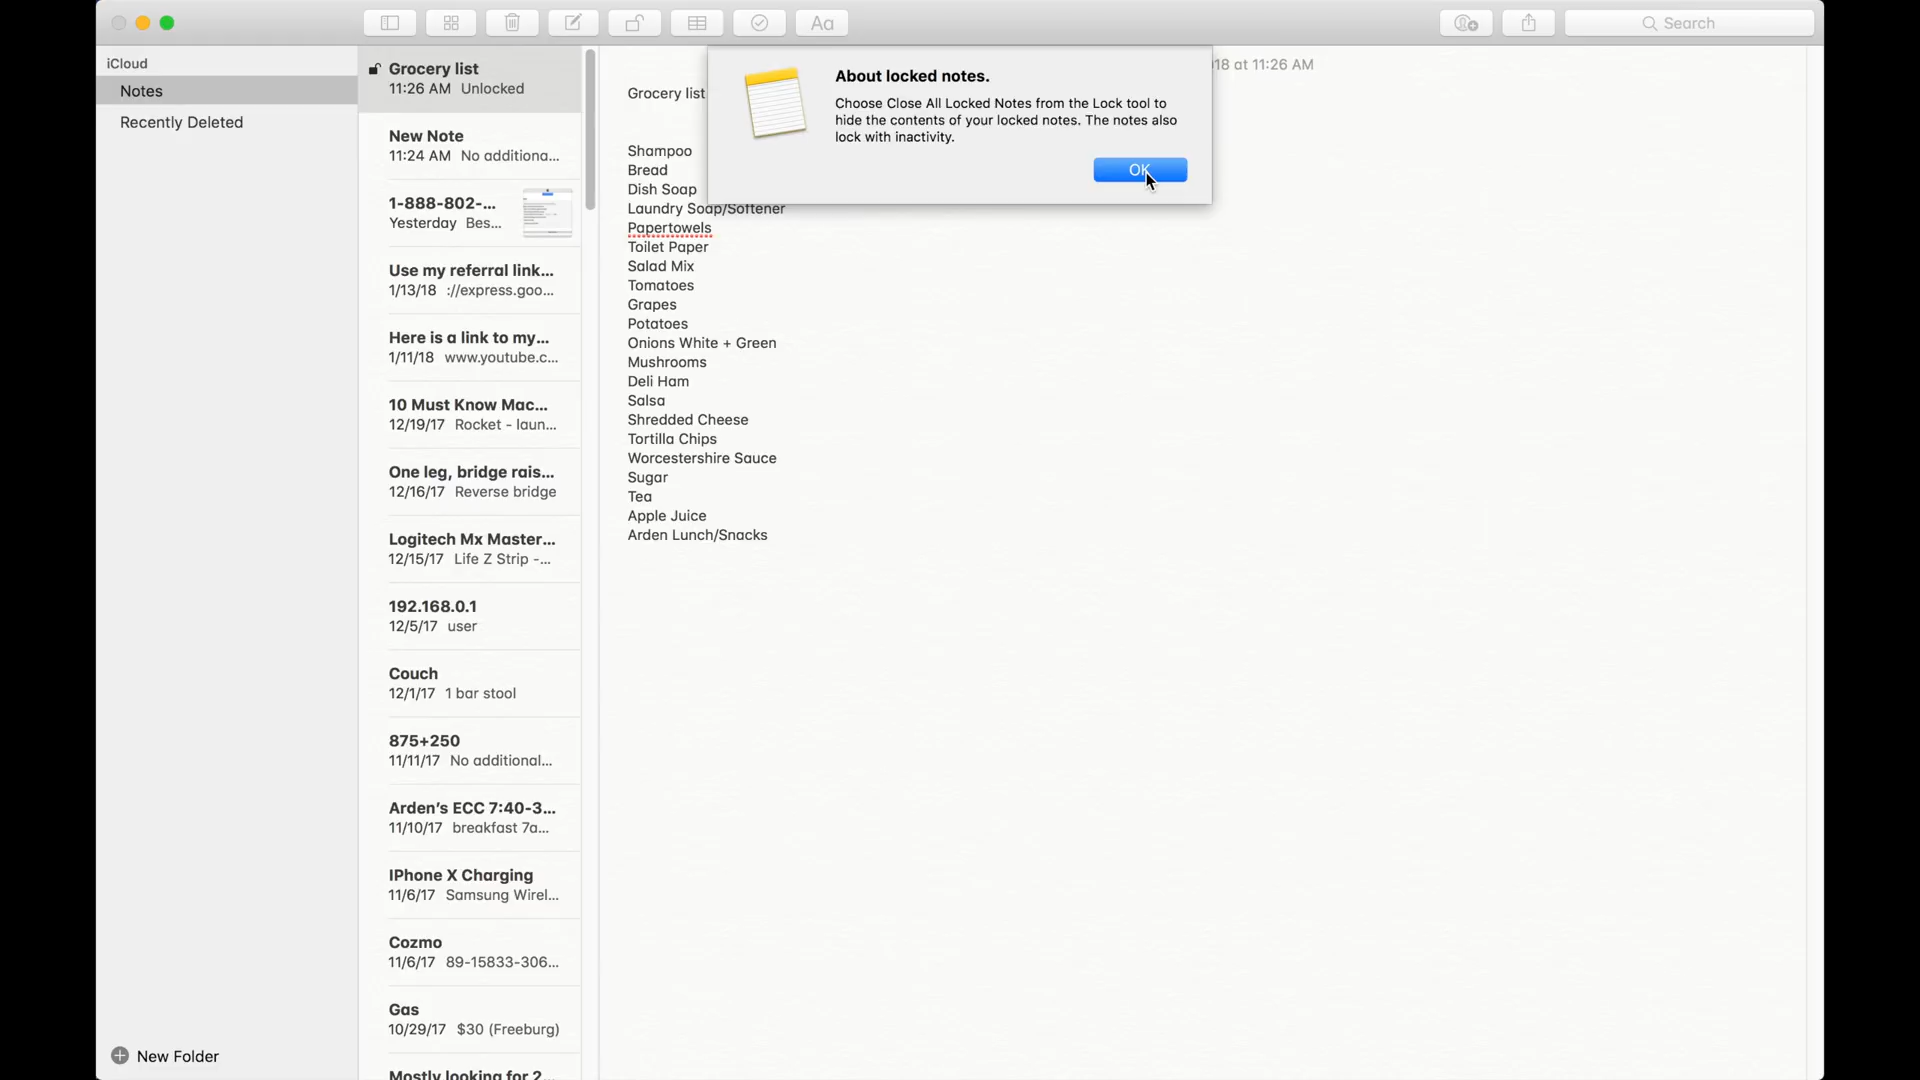 Aa
Search
iCloud
Notes
Recently Deleted
New Folder
Grocery list
11:26 AM Unlocked
New Note
11:24 AM No additiona...
1-888-802-...
Yesterday Bes...
Use my referral link...
1/13/18 ://express.goo...
Here is a link to my...
1/11/18 www.youtube.c...
10 Must Know Mac...
12/19/17 Rocket - laun...
One leg, bridge rais...
12/16/17 Reverse bridge
Logitech Mx Master...
12/15/17 Life Z Strip -...
192.168.0.1
12/5/17 user
Couch
12/1/17 1 bar stool
875+250
11/11/17 No additional...
Arden’s ECC 7:40-3...
11/10/17 breakfast 7a...
IPhone X Charging
11/6/17 Samsung Wirel...
Cozmo
11/6/17 89-15833-306...
Gas
10/29/17 $30 (Freeburg)
Mostly looking for 2...
18 at 11:26 AM
About locked notes.
Choose Close All Locked Notes from the Lock tool to
hide the contents of your locked notes. The notes also
lock with inactivity.
OK
Grocery list
Shampoo
Bread
Dish Soap
Laundry Soap/Softener
Papertowels
Toilet Paper
Salad Mix
Tomatoes
Grapes
Potatoes
Onions White + Green
Mushrooms
Deli Ham
Salsa
Shredded Cheese
Tortilla Chips
Worcestershire Sauce
Sugar
Tea
Apple Juice
Arden Lunch/Snacks